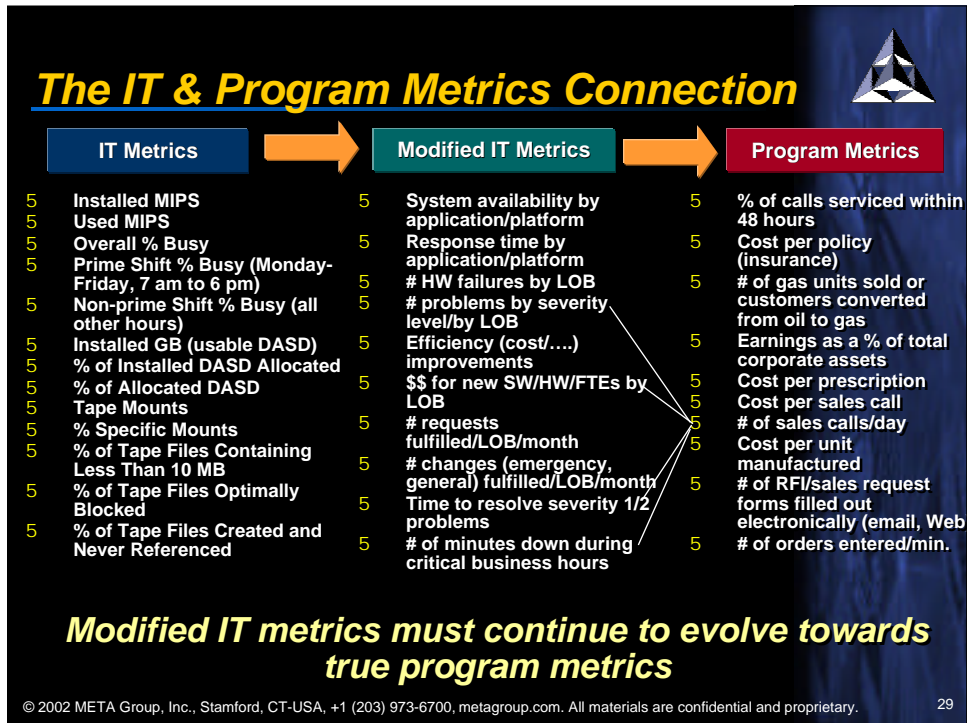 The IT & Program Metrics Connection
IT Metrics
Modified IT Metrics
Program Metrics
5 Installed MIPS
5 Used MIPS
5 Overall % Busy
5 Prime Shift % Busy (Monday-
Friday, 7 am to 6 pm)
5 Non-prime Shift % Busy (all
other hours)
5 Installed GB (usable DASD)
5 % of Installed DASD Allocated
5 % of Allocated DASD
5 Tape Mounts
5 % Specific Mounts
5 % of Tape Files Containing
Less Than 10 MB
5 % of Tape Files Optimally
Blocked
5 % of Tape Files Created and
Never Referenced
5 System availability by
application/platform
5 Response time by
application/platform
5 # HW failures by LOB
5 # problems by severity
level/by LOB
5 Efficiency (cost/....)
improvements
5 $$ for new SW/HW/FTEs by
LOB
5 # requests
fulfilled/LOB/month
5 # changes (emergency,
general) fulfilled/LOB/month
5 Time to resolve severity 1/2
problems
5 # of minutes down during
critical business hours
5 % of calls serviced within
48 hours
5 Cost per policy
(insurance)
5 # of gas units sold or
customers converted
from oil to gas
5 Earnings as a % of total
corporate assets
5 Cost per prescription
5 Cost per sales call
5 # of sales calls/day
5 Cost per unit
manufactured
5 # of RFI/sales request
forms filled out
electronically (email, Web
5 # of orders entered/min.
Modified IT metrics must continue to evolve towards
true program metrics
© 2002 META Group, Inc., Stamford, CT-USA, +1 (203) 973-6700, metagroup.com. All materials are confidential and proprietary.
29